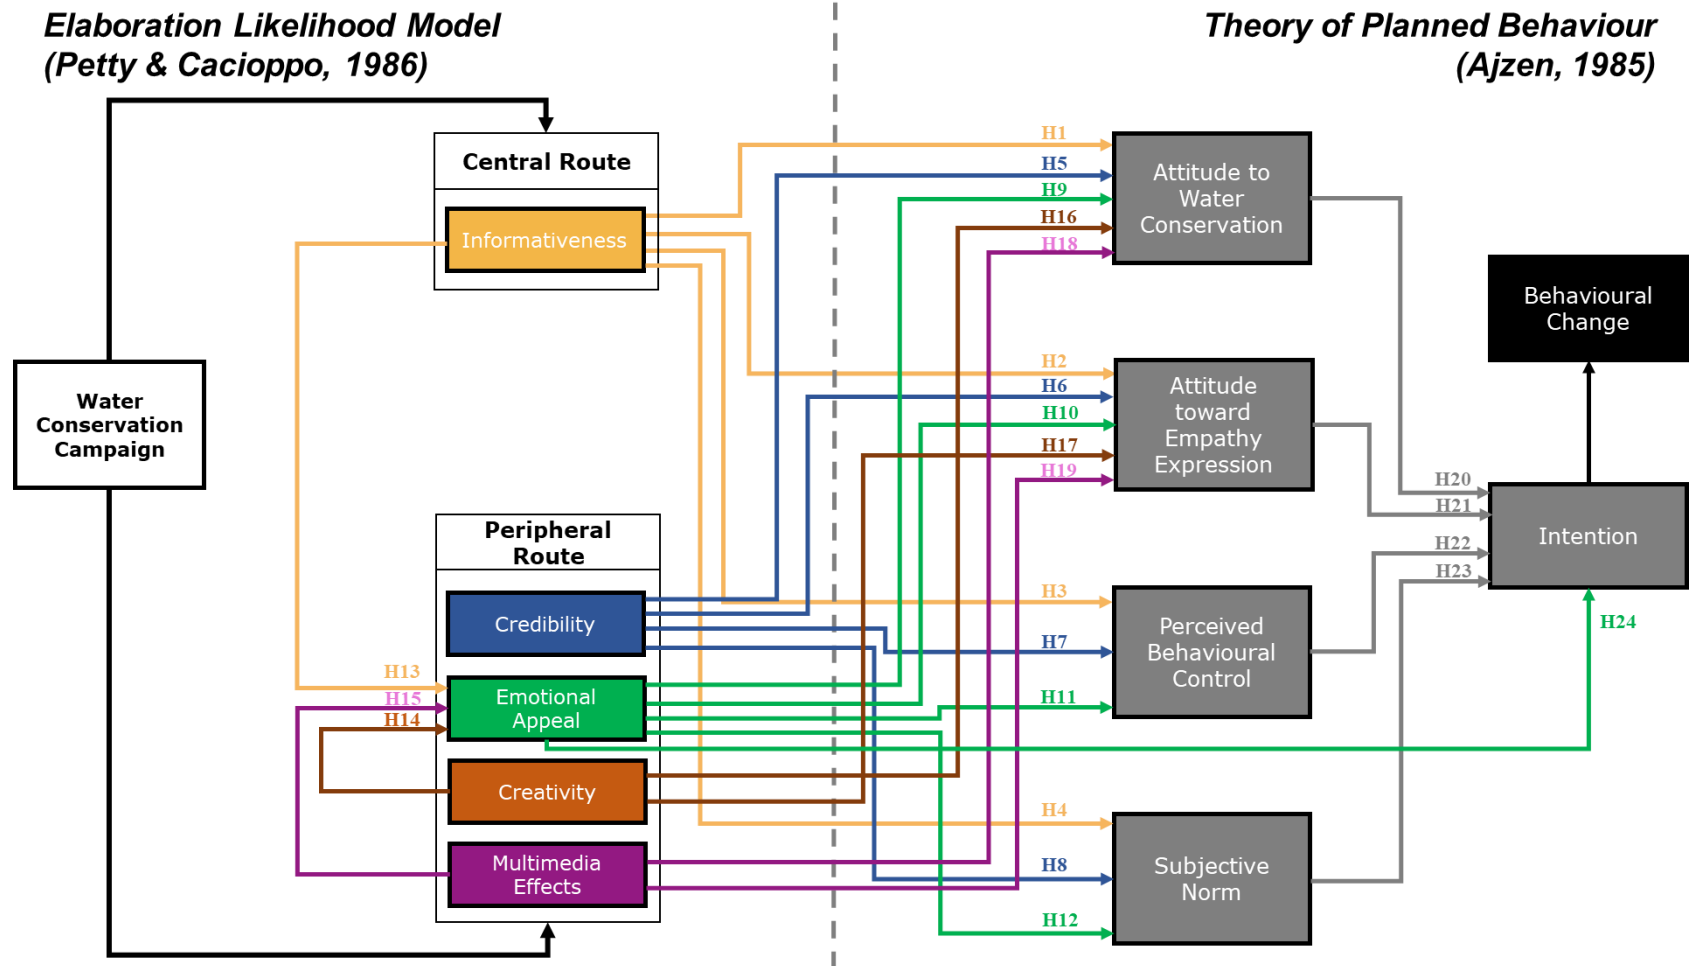 Elaboration Likelihood Model
(Petty & Cacioppo, 1986)
Theory of Planned Behaviour
(Ajzen, 1985)
Central Route
Informativeness
Water
Conservation
Campaign
Peripheral
Route
Credibility
Emotional
Appeal
Creativity
Multimedia
Effects
H13
H15
H14
H1
H5
H9
H16
H18
H2
H6
H10
H17
H19
H3
H7
H11
H4
H8
H12
Attitude to
Water
Conservation
Attitude
toward
Empathy
Expression
Perceived
Behavioural
Control
Subjective
Norm
H20
H21
H22
H23
H24
Behavioural
Change
Intention